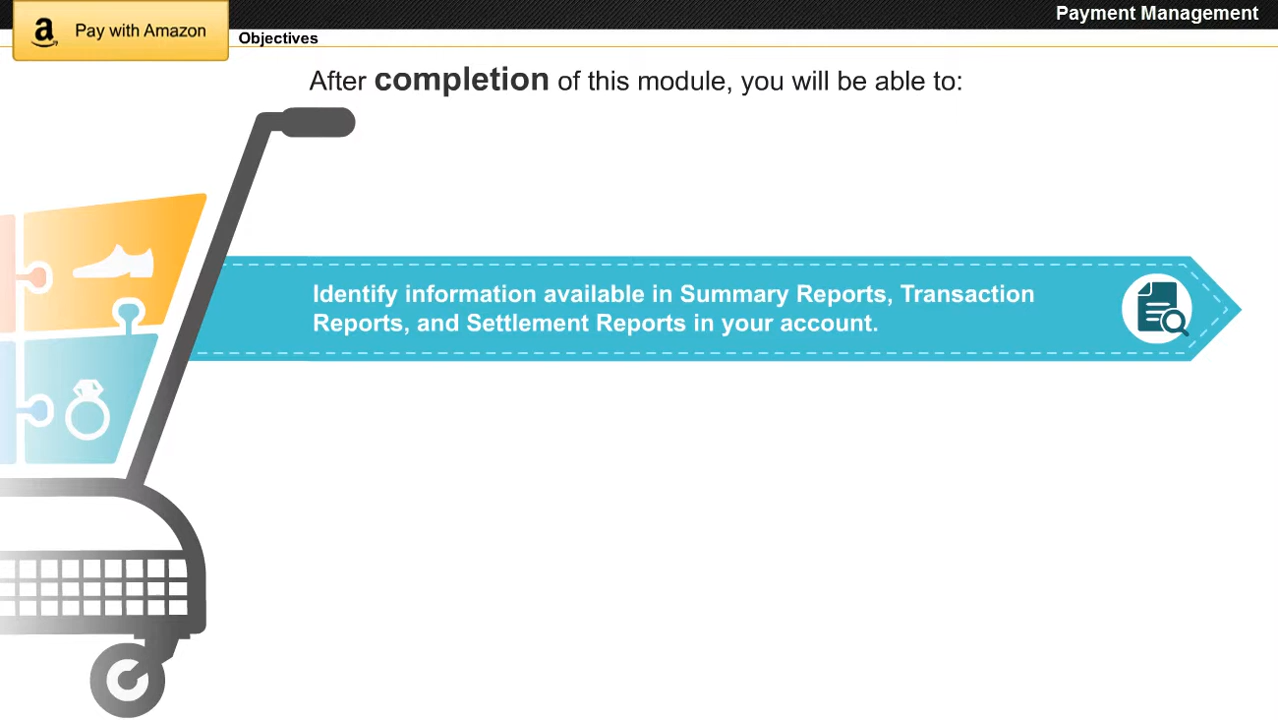 Payment Management
a Pay with Amazon
Objectives
After completion of this module, you will be able to:
Identify information available in Summary Reports, Transaction
Reports, and Settlement Reports in your account.